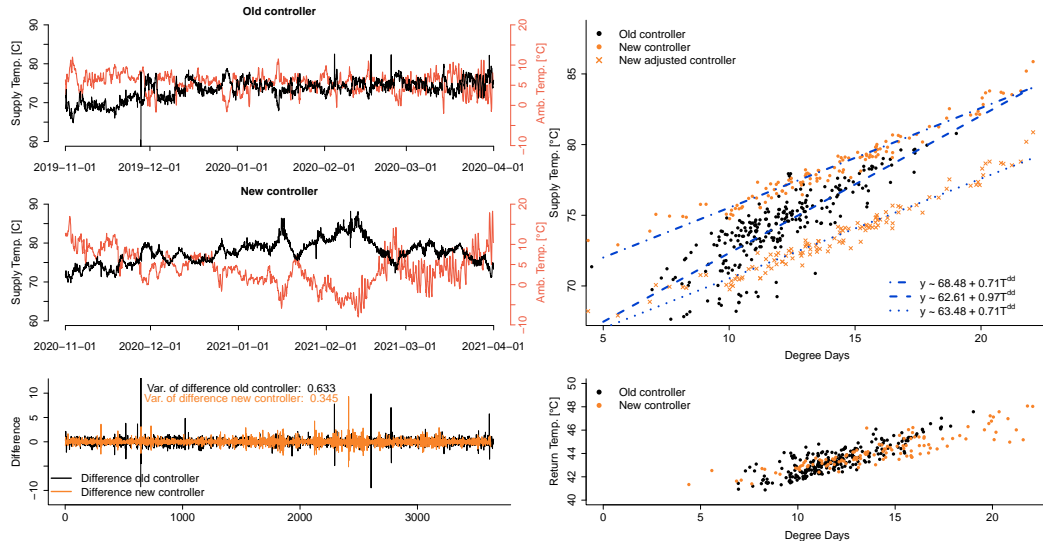 Old controller
Supply Temp. [C]
90
80
70
60
20
10
5
0
−10
Amb. Temp. [°C]
2019−11−01 2019−12−01 2020−01−01 2020−02−01 2020−03−01 2020−04−01
New controller
Supply Temp. [°C]
90
80
70
60
20
10
5
0
−10
Amb. Temp. [°C]
2020−11−01 2020−12−01 2021−01−01 2021−02−01 2021−03−01 2021−04−01
Difference
10
5
0
−10
Var. of difference old controller: 0.633
Var. of difference new controller: 0.345
Difference old controller
Difference new controller
0 1000 2000 3000
Supply Temp. [°C]
85
80
75
70
Old controller
New controller
New adjusted controller
y ~ 68.48 + 0.71T^dd
y ~ 62.61 + 0.97T^dd
y ~ 63.48 + 0.71T^dd
5 10 15 20
Degree Days
Return Temp. [°C]
50
48
46
44
42
40
Old controller
New controller
0 5 10 15 20
Degree Days